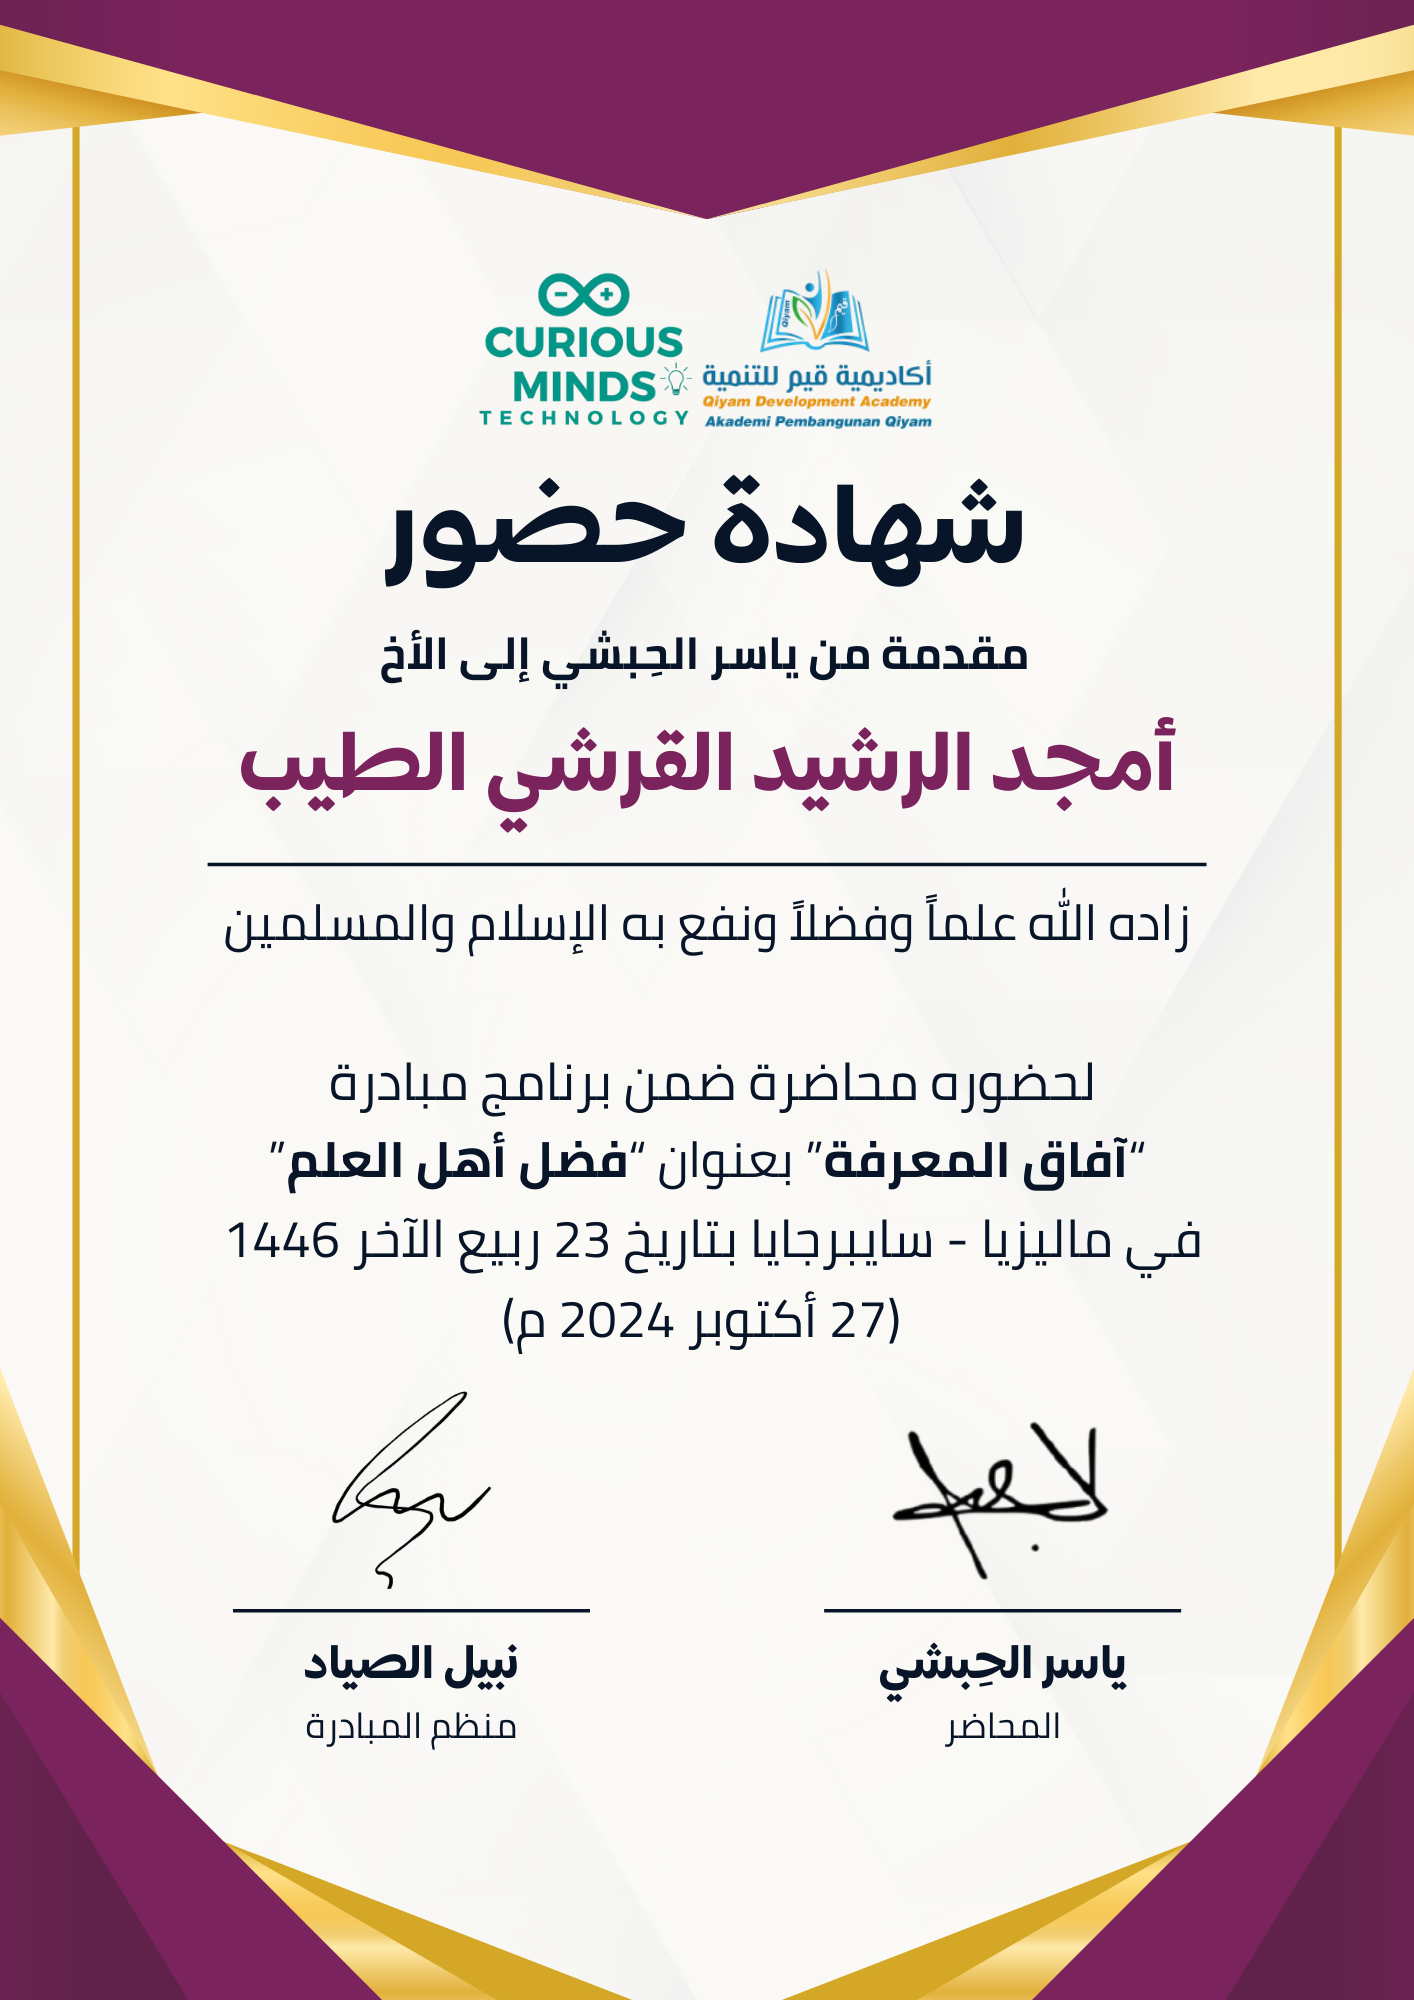 CURIOUS
MINDS
TECHNOLOGY
Qiyam
قيم
أكاديمية قيم للتنمية
Qiyam Development Academy
Akademi Pembangunan Qiyam
شهادة حضور
مقدمة من ياسر الحِبشي إلى الأخ
أمجد الرشيد القرشي الطيب
زاده الله علماً وفضلاً ونفع به الإسلام والمسلمين
لحضوره محاضرة ضمن برنامج مبادرة
“آفاق المعرفة” بعنوان “فضل أهل العلم”
في ماليزيا - سايبرجايا بتاريخ 23 ربيع الآخر 1446
(27 أكتوبر 2024 م)
ياسر الحِبشي
المحاضر
نبيل الصياد
منظم المبادرة